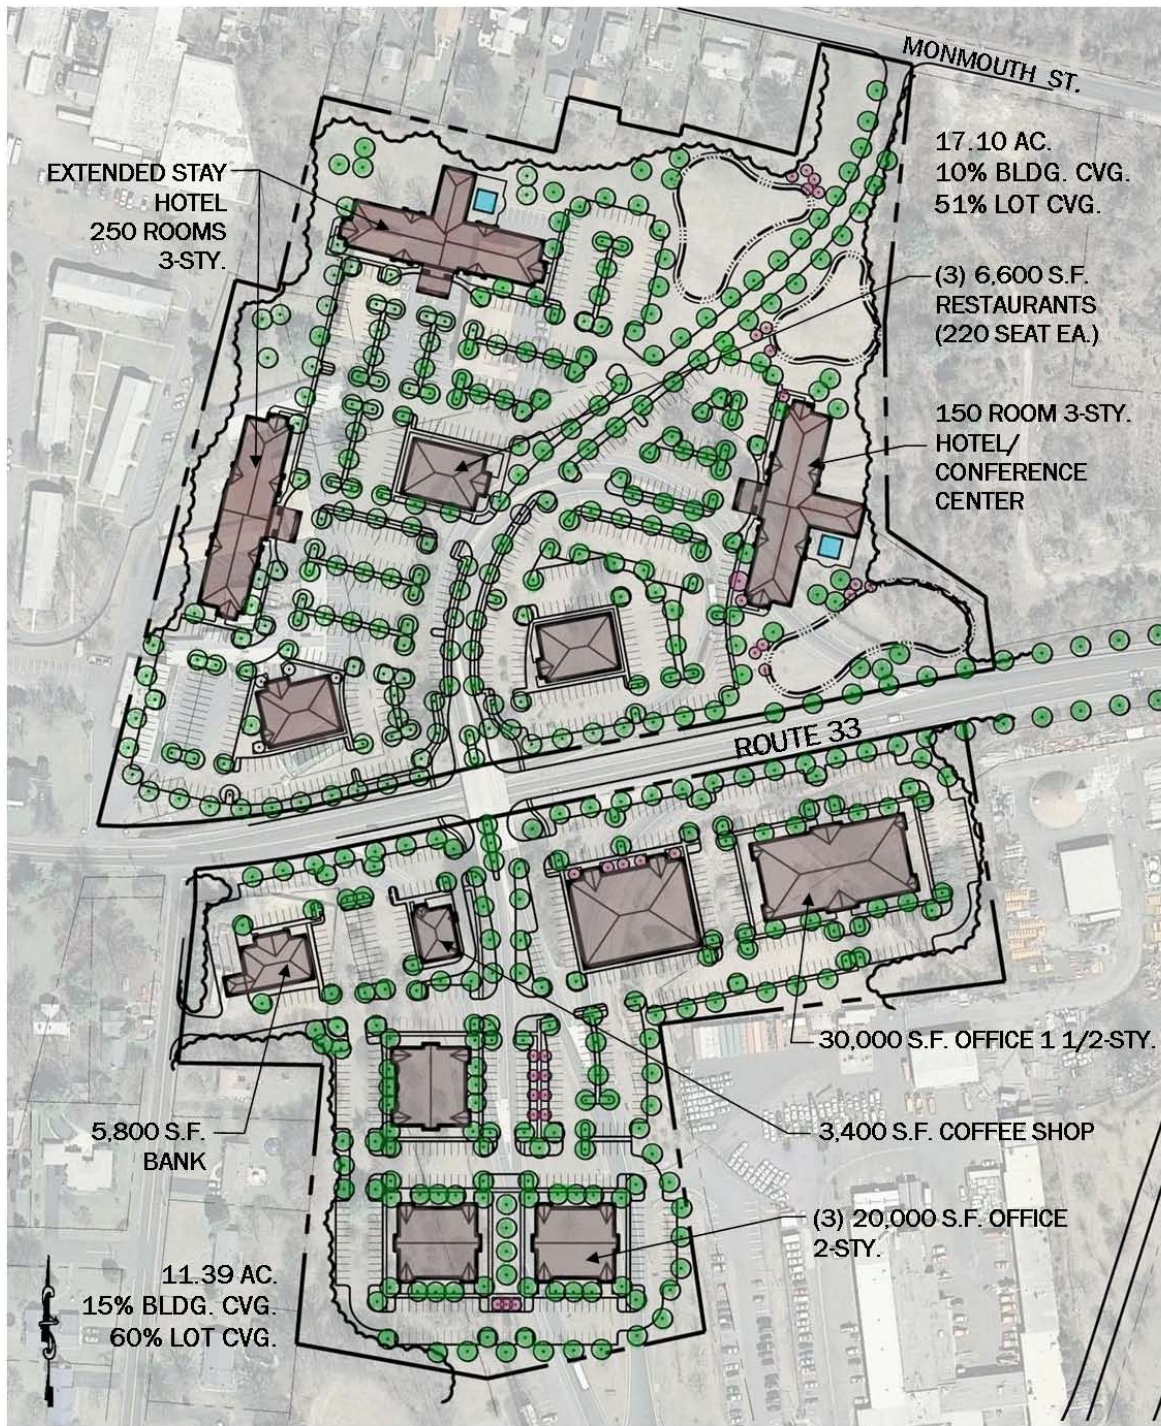 MONMOUTH ST.
17.10 AC.
10% BLDG. CVG.
51% LOT CVG.
EXTENDED STAY
HOTEL
250 ROOMS
3-STY.
(3) 6,600 S.F.
RESTAURANTS
(220 SEAT EA.)
150 ROOM 3-STY.
HOTEL/
CONFERENCE
CENTER
ROUTE 33
30,000 S.F. OFFICE 1 1/2-STY.
5,800 S.F.
BANK
3,400 S.F. COFFEE SHOP
(3) 20,000 S.F. OFFICE
2-STY.
11.39 AC.
15% BLDG. CVG.
60% LOT CVG.